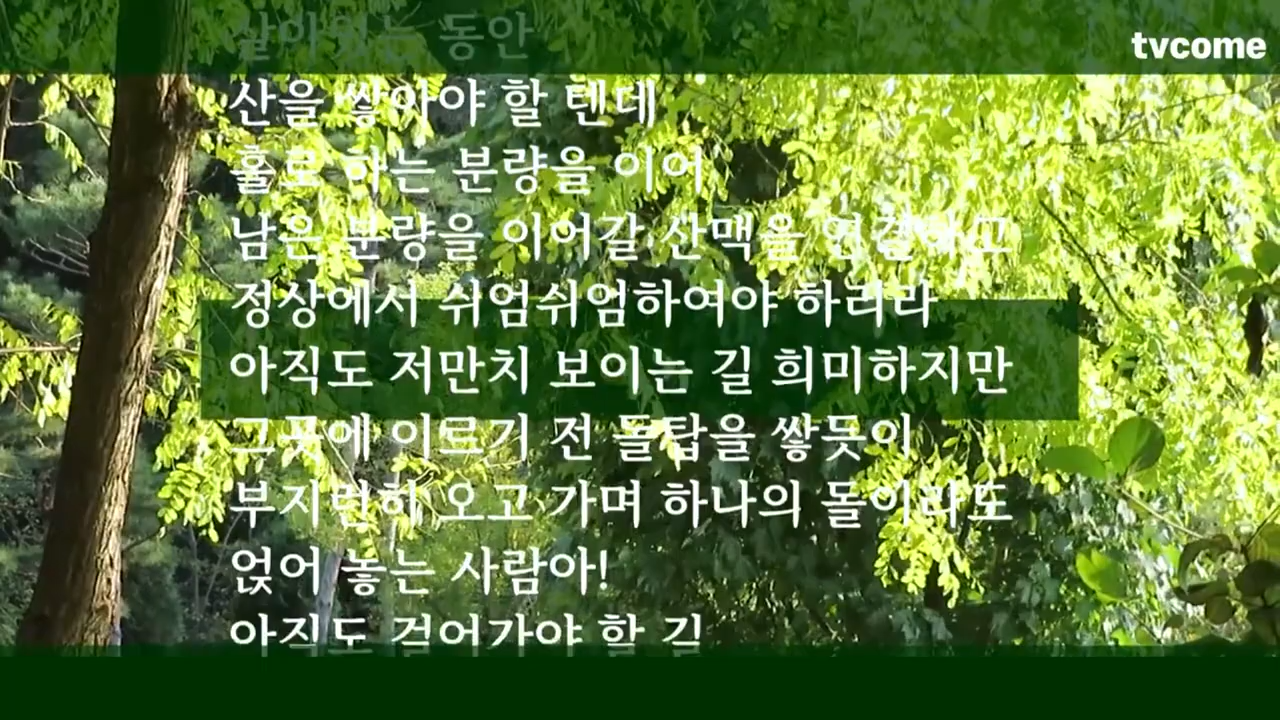 살아있는 동안
tvcome
산을 쌓아야 할 텐데
홀로 하는 분량을 이어
남은 분량을 이어갈 산맥을 연결하고
정상에서 쉬엄쉬엄하여야 하리라
아직도 저만치 보이는 길 희미하지만
그곳에 이르기 전 돌탑을 쌓듯이
부지런히 오고 가며 하나의 돌이라도
얹어 놓는 사람아!
아직도 걸어가야 할 길